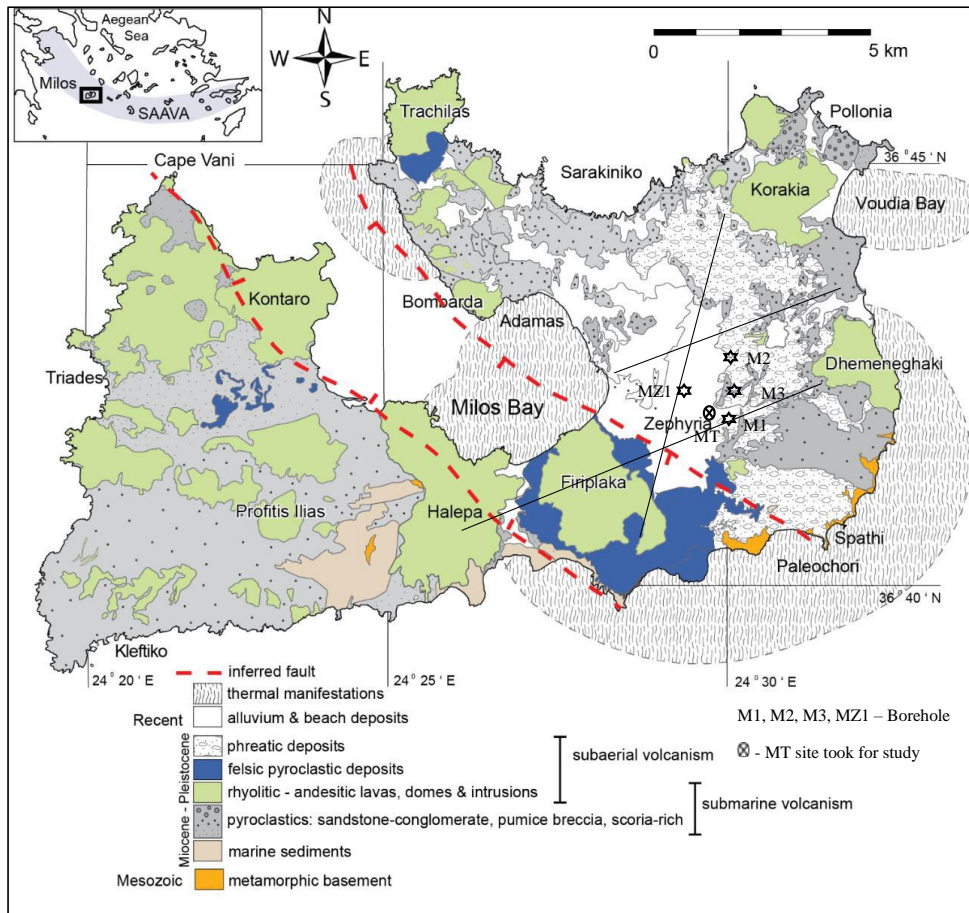 Aegean
Sea
Milos
SAAVA
N
W E
S
0 5 km
Trachilas
Pollonia
Cape Vani
36 ° 45 ‘ N
Sarakiniko
Korakia
Voudia Bay
Kontaro
Bombarda
Adamas
M2
Dhemeneghaki
Triades
MZ1
M3
Milos Bay
Zephyria
M1
MT
Firiplaka
Profitis Ilias
Halepa
Spathi
Paleochori
36 ° 40 ‘ N
Kleftiko
24 ° 20 ‘ E
24 ° 25 ‘ E
24 ° 30 ‘ E
inferred fault
thermal manifestations
Recent
alluvium & beach deposits
M1, M2, M3, MZ1 – Borehole
Miocene - Pleistocene
phreatic deposits
subaerial volcanism
- MT site took for study
felsic pyroclastic deposits
rhyolitic - andesitic lavas, domes & intrusions
submarine volcanism
pyroclastics: sandstone-conglomerate, pumice breccia, scoria-rich
marine sediments
Mesozoic
metamorphic basement